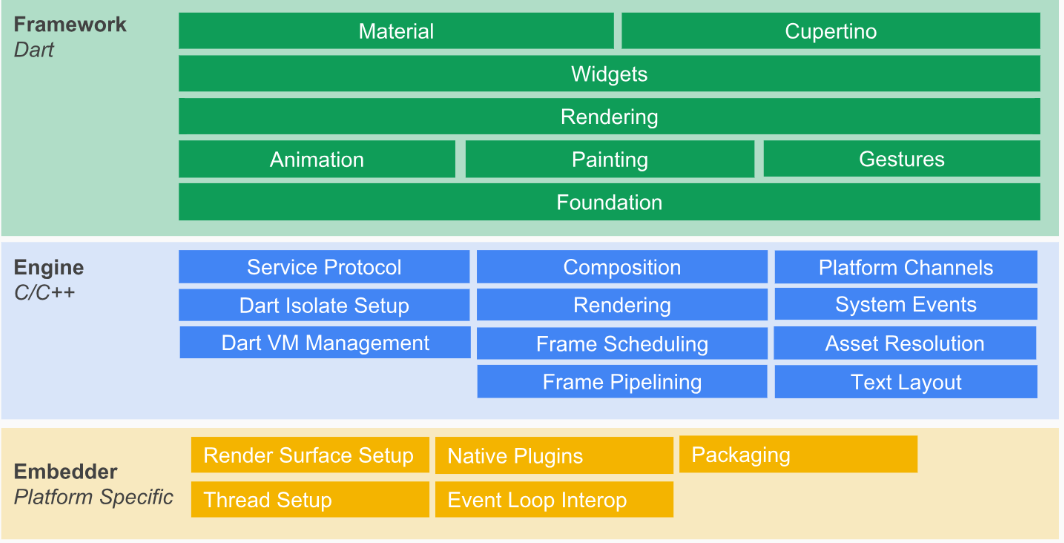 Framework
Dart
Material
Cupertino
Widgets
Rendering
Animation
Painting
Gestures
Foundation
Engine
C/C++
Service Protocol
Composition
Platform Channels
Dart Isolate Setup
Rendering
System Events
Dart VM Management
Frame Scheduling
Asset Resolution
Frame Pipelining
Text Layout
Embedder
Platform Specific
Render Surface Setup
Native Plugins
Packaging
Thread Setup
Event Loop Interop